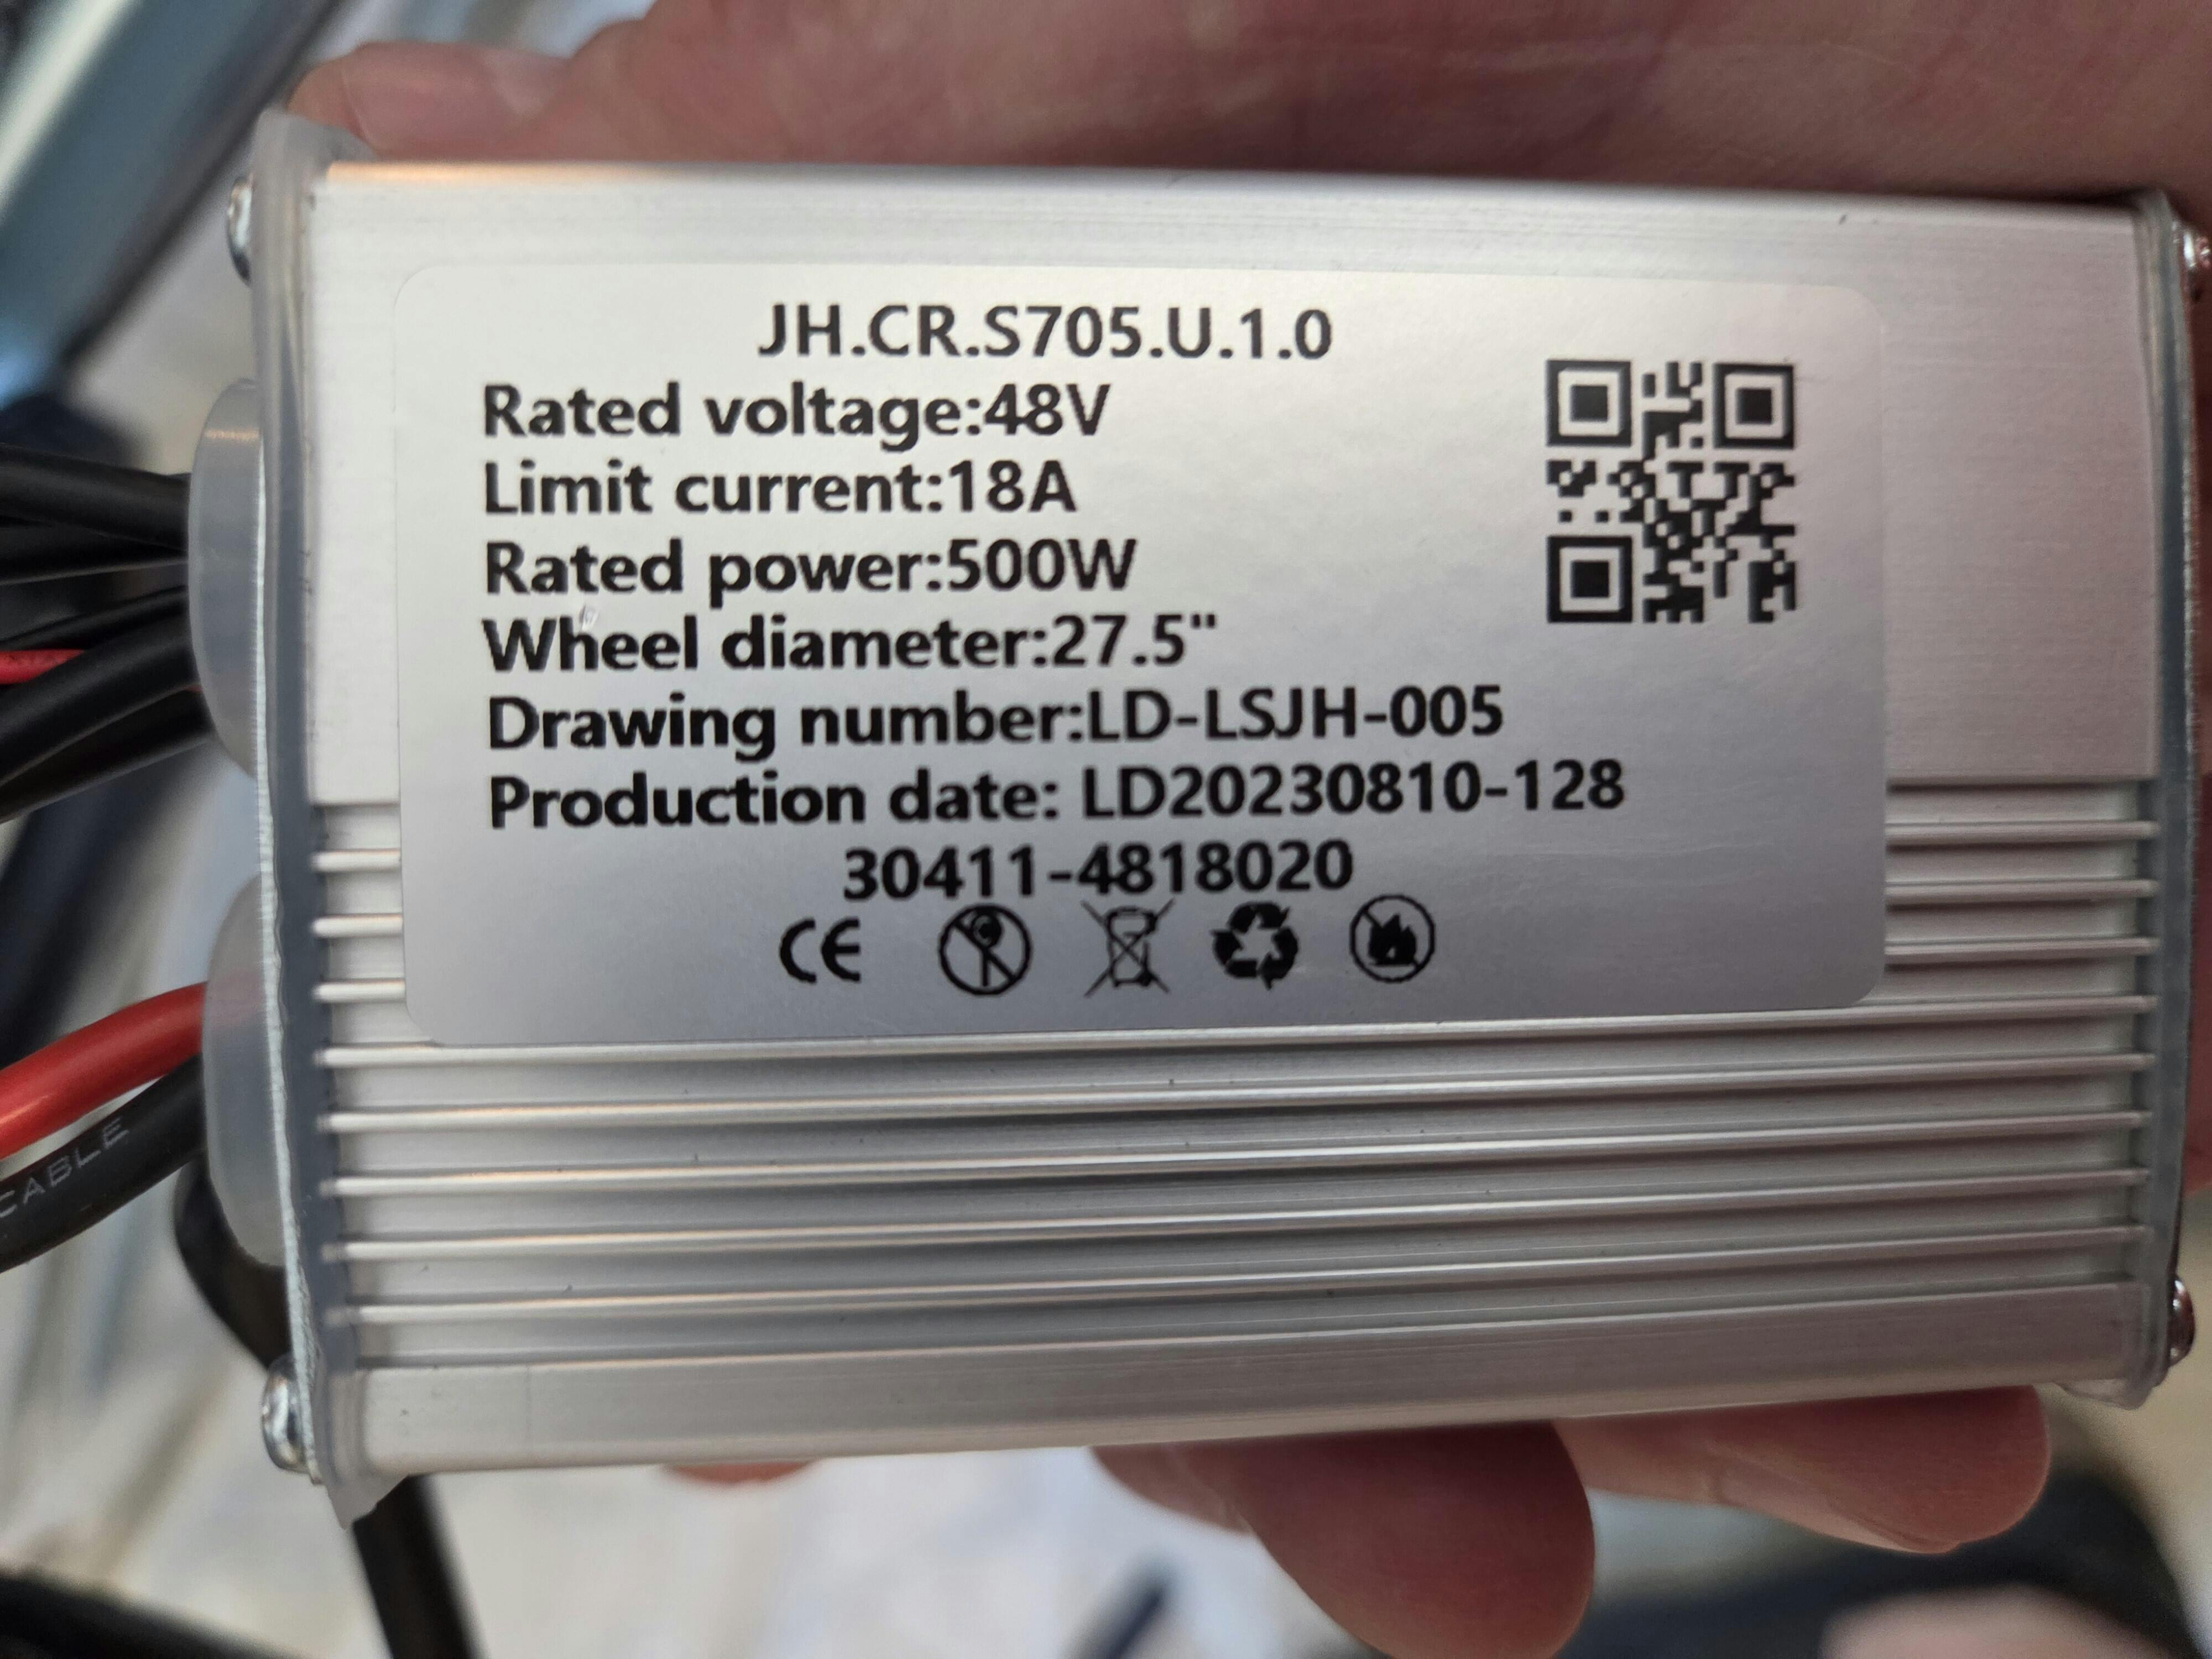 JH.CR.S705.U.1.0
Rated voltage:48V
Limit current:18A
Rated power:500W
Wheel diameter:27.5"
Drawing number:LD-LSJH-005
Production date: LD20230810-128
30411-4818020
CE
CABLE